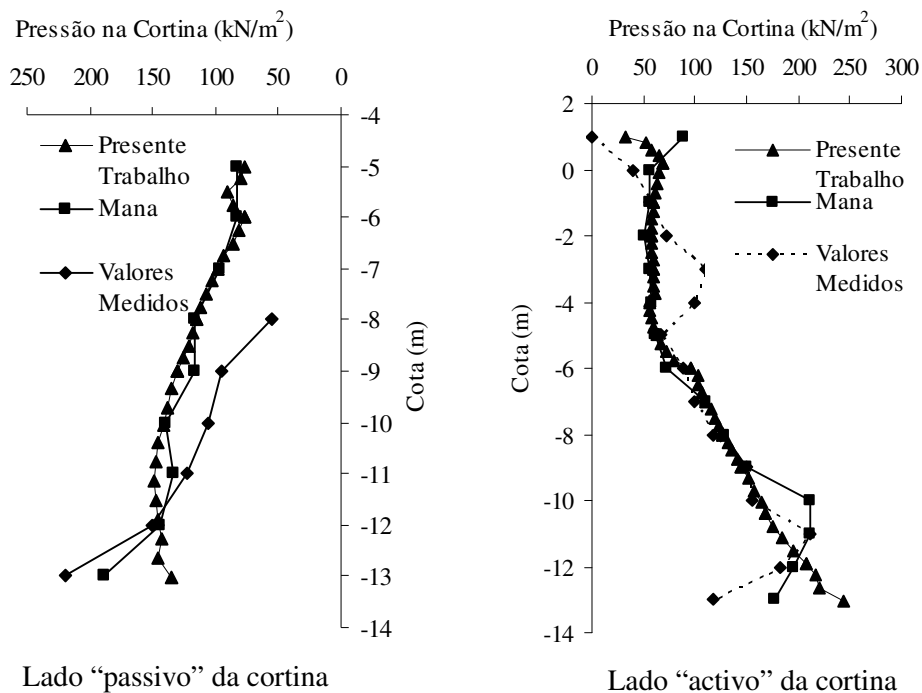 Pressão na Cortina (kN/m²)
250 200 150 100 50 0
-4
-5
-6
-7
-8
-9
-10
-11
-12
-13
-14
Cota (m)
Presente
Trabalho
Mana
Valores
Medidos
Lado “passivo” da cortina
Pressão na Cortina (kN/m²)
0 50 100 150 200 250 300
2
0
-2
-4
-6
-8
-10
-12
-14
Cota (m)
Presente
Trabalho
Mana
Valores
Medidos
Lado “activo” da cortina